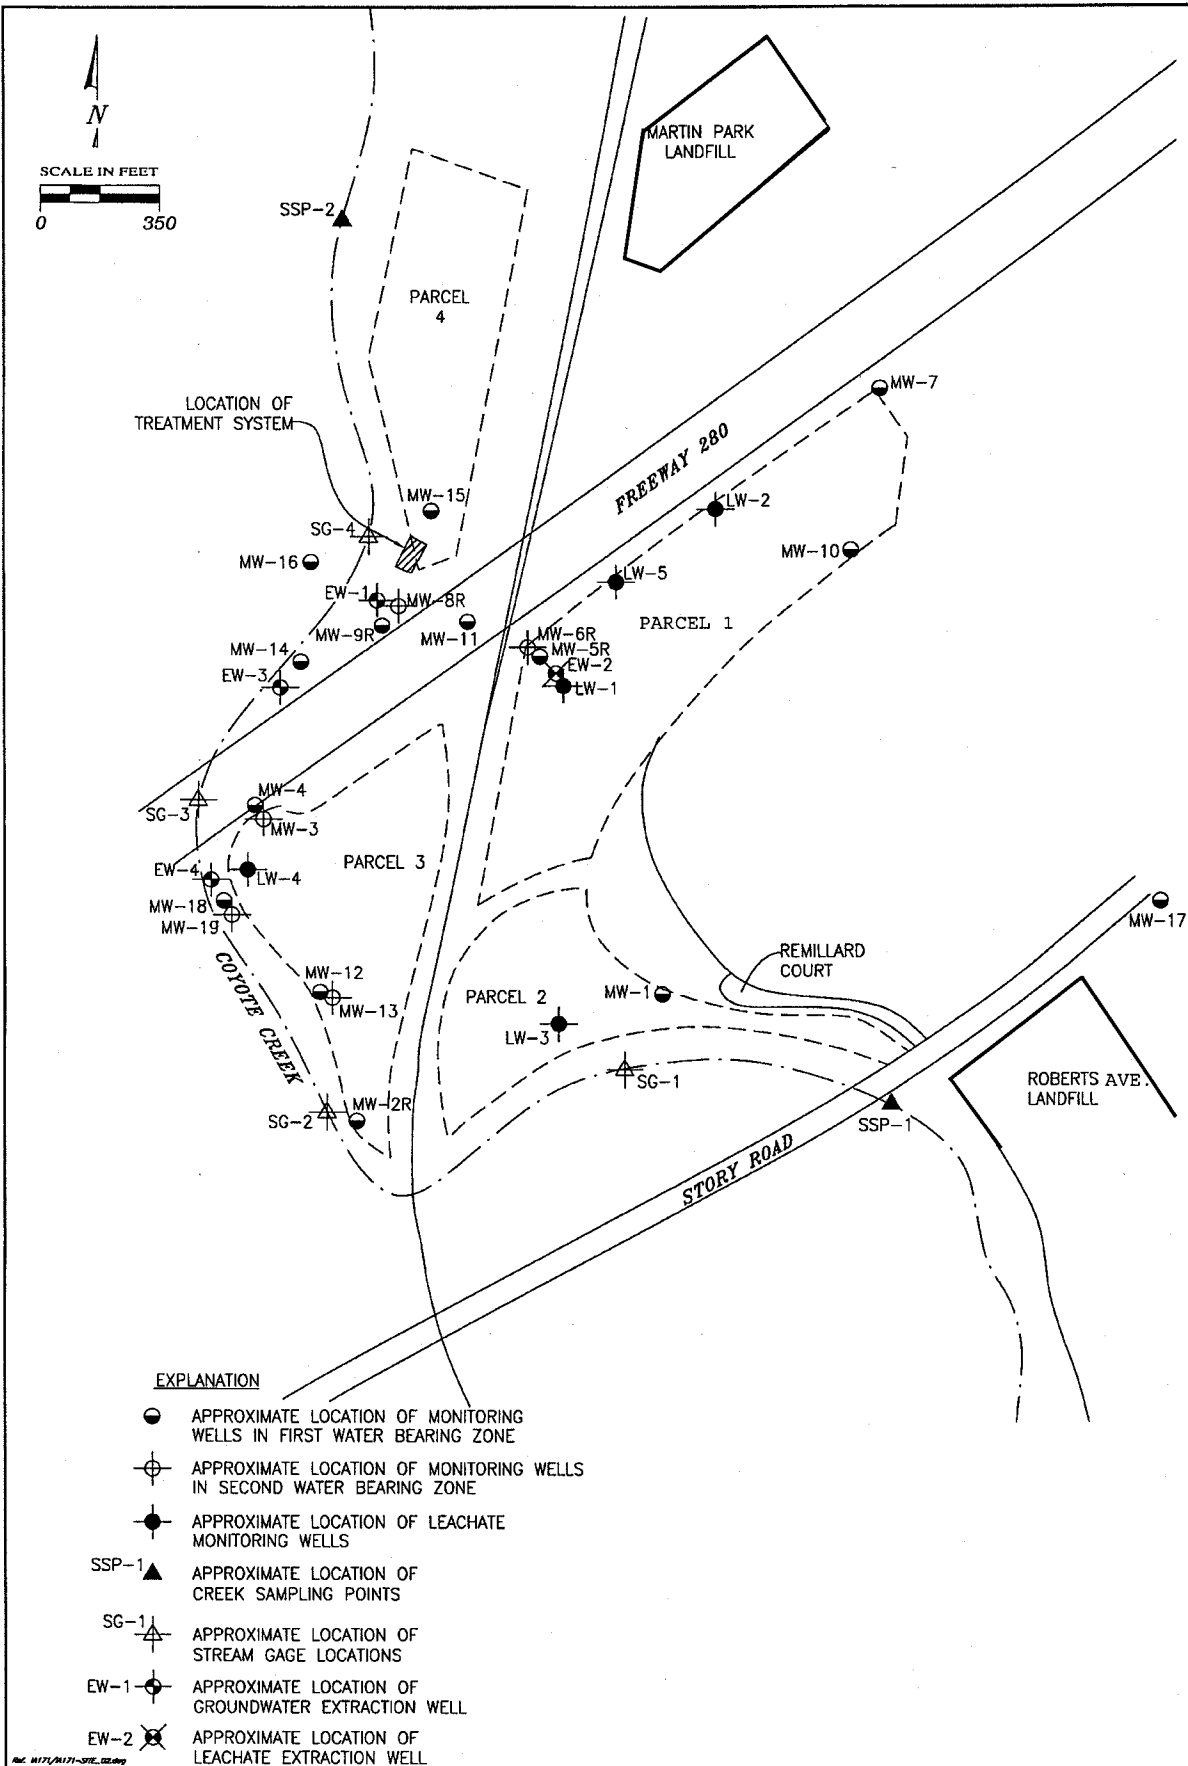 N
SCALE IN FEET
0 350
MARTIN PARK
LANDFILL
SSP-2
PARCEL
4
LOCATION OF
TREATMENT SYSTEM
MW-7
FREEWAY 280
MW-15
LW-2
SG-4
MW-10
MW-16
LW-5
EW-1
MW-8R
MW-9R
MW-11
PARCEL 1
MW-6R
MW-5R
MW-14
EW-2
EW-3
LW-1
MW-4
SG-3
MW-3
PARCEL 3
EW-4
LW-4
MW-18
MW-19
MW-17
COYOTE CREEK
REMILLARD
COURT
MW-12
PARCEL 2
MW-1
MW-13
LW-3
SG-1
ROBERTS AVE.
LANDFILL
MW-2R
SG-2
SSP-1
STORY ROAD
EXPLANATION
APPROXIMATE LOCATION OF MONITORING
WELLS IN FIRST WATER BEARING ZONE
APPROXIMATE LOCATION OF MONITORING WELLS
IN SECOND WATER BEARING ZONE
APPROXIMATE LOCATION OF LEACHATE
MONITORING WELLS
SSP-1
APPROXIMATE LOCATION OF
CREEK SAMPLING POINTS
SG-1
APPROXIMATE LOCATION OF
STREAM GAGE LOCATIONS
EW-1
APPROXIMATE LOCATION OF
GROUNDWATER EXTRACTION WELL
EW-2
APPROXIMATE LOCATION OF
LEACHATE EXTRACTION WELL